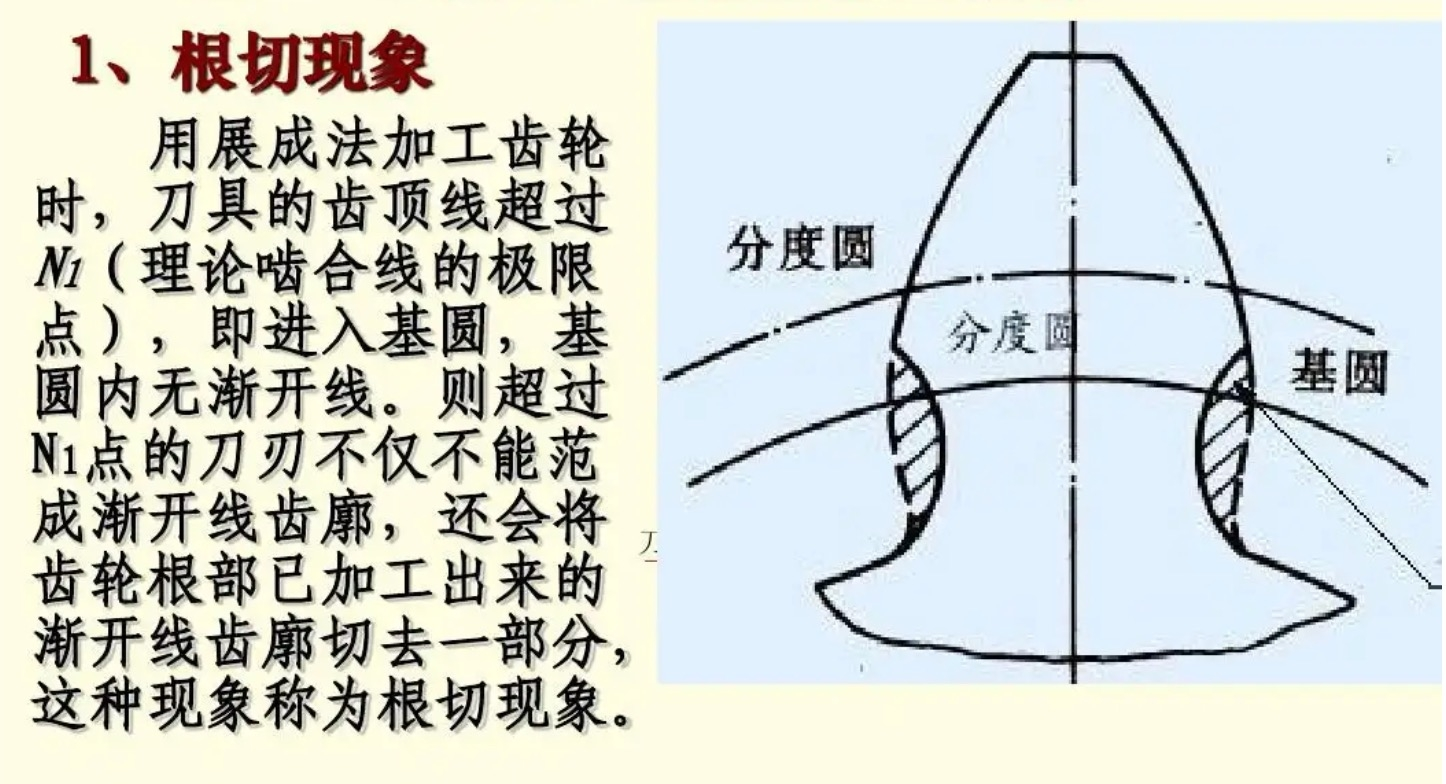 1、根切现象
用展成法加工齿轮
时，刀具的齿顶线超过
N1（理论啮合线的极限
点），即进入基圆，基
圆内无渐开线。则超过
N1点的刀刃不仅不能范
成渐开线齿廓，还会将
齿轮根部已加工出来的
渐开线齿廓切去一部分，
这种现象称为根切现象。
分度圆
分度圆
基圆